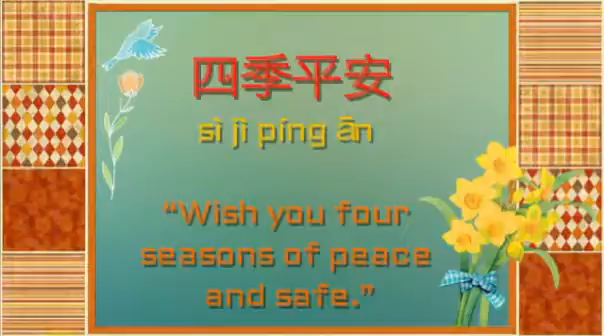 四季平安
sì jì píng ān
"Wish you four
seasons of peace
and safe."